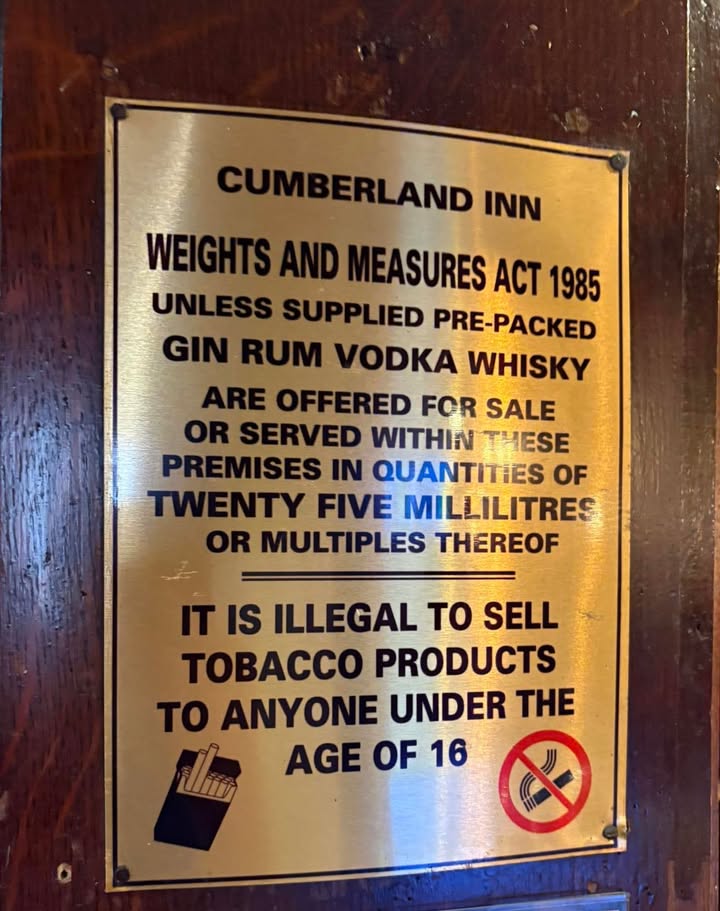 CUMBERLAND INN
WEIGHTS AND MEASURES ACT 1985
UNLESS SUPPLIED PRE-PACKED
GIN RUM VODKA WHISKY
ARE OFFERED FOR SALE
OR SERVED WITHIN THESE
PREMISES IN QUANTITIES OF
TWENTY FIVE MILLILITRES
OR MULTIPLES THEREOF
IT IS ILLEGAL TO SELL
TOBACCO PRODUCTS
TO ANYONE UNDER THE
AGE OF 16